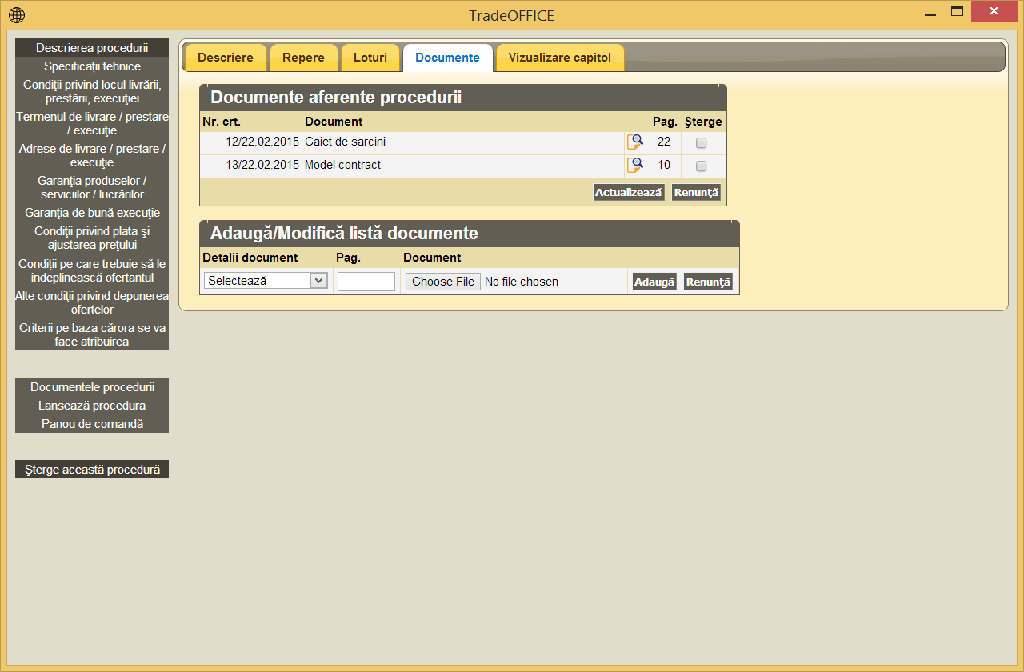 TradeOFFICE
Descrierea procedurii
Specificații tehnice
Condiții privind locul livrării,
prestării, execuției
Termenul de livrare / prestare
/ execuție
Adrese de livrare / prestare /
execuție
Garanția produselor /
serviciilor / lucrărilor
Garanția de bună execuție
Condiții privind plata şi
ajustarea prețului
Condiții pe care trebuie să le
îndeplinească ofertantul
Alte condiții privind depunerea
ofertelor
Criterii pe baza cărora se va
face atribuirea
Documentele procedurii
Lansează procedura
Panou de comandă
Şterge această procedură
Descriere Repere Loturi Documente Vizualizare capitol
Documente aferente procedurii
Nr. crt. Document Pag. Şterge
12/22.02.2015 Caiet de sarcini 22
13/22.02.2015 Model contract 10
Actualizează Renunţă
Adaugă/Modifică listă documente
Detalii document Pag. Document
Selectează Choose File No file chosen Adaugă Renunţă